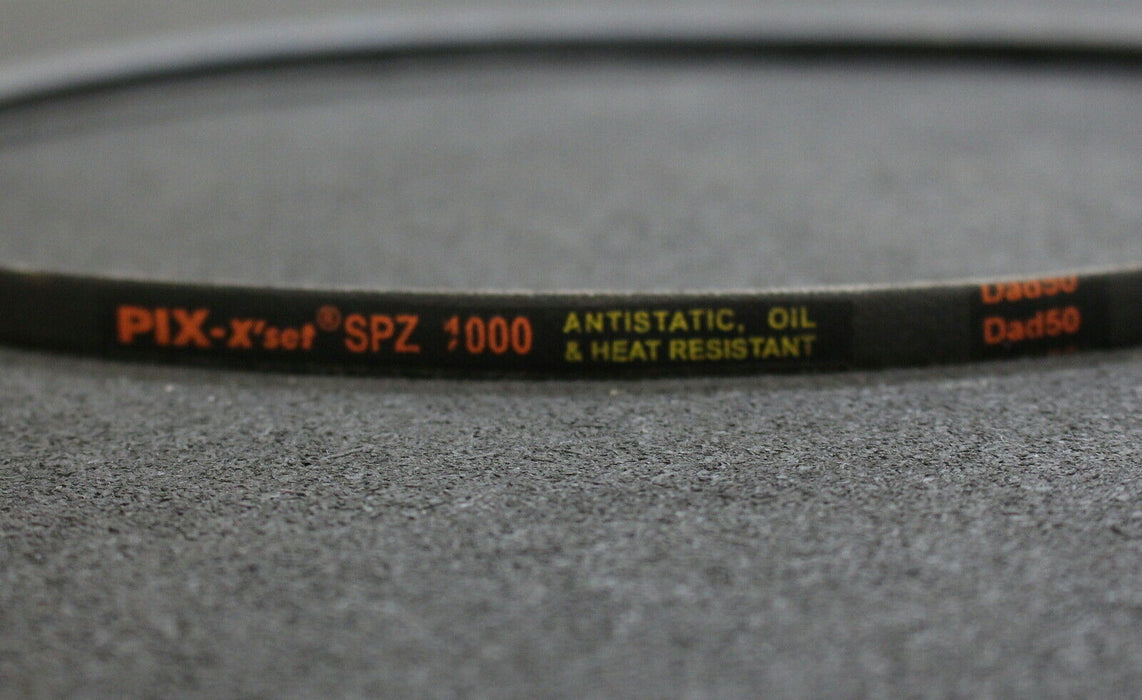 PIX-X'set® SPZ 1000
ANTISTATIC, OIL
& HEAT RESISTANT
Dad50
Dad50